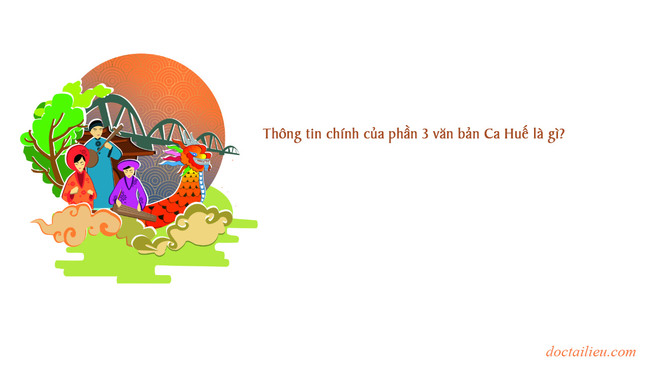 Thông tin chính của phần 3 văn bản Ca Huế là gì?
doctailieu.com